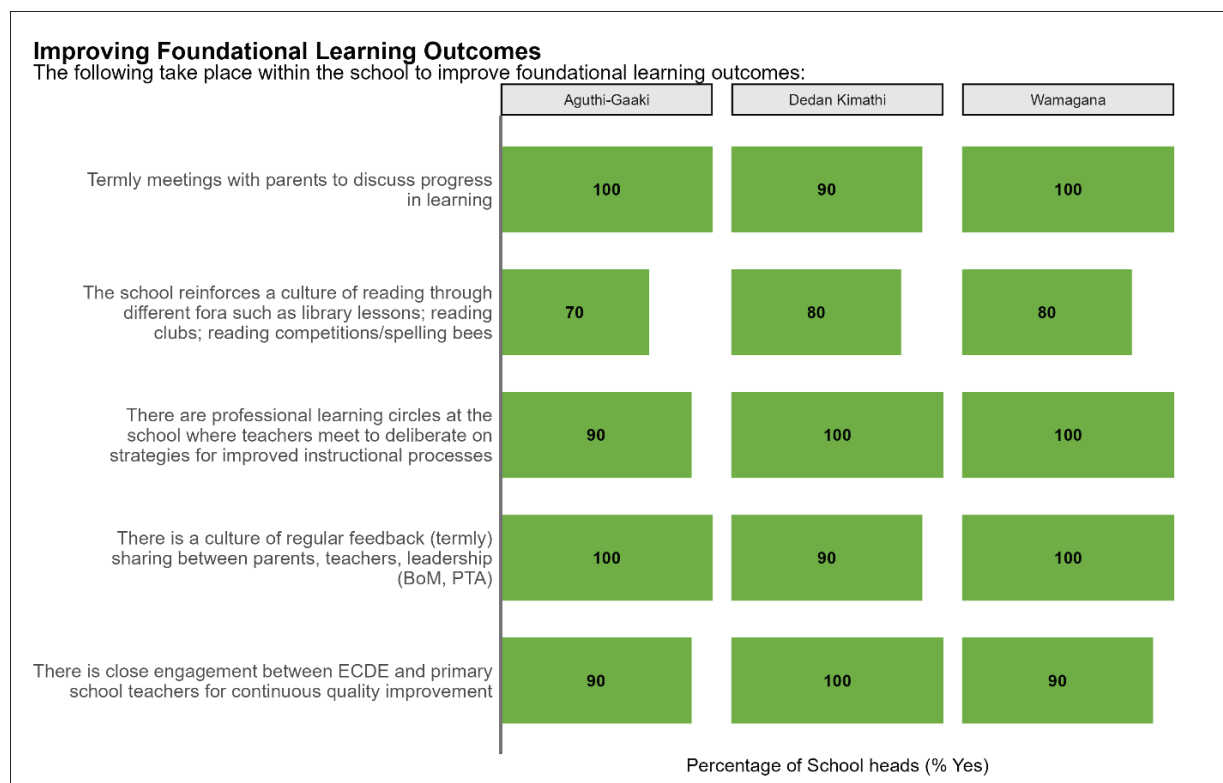 Improving Foundational Learning Outcomes
The following take place within the school to improve foundational learning outcomes:
Aguthi-Gaaki Dedan Kimathi Wamagana
Termly meetings with parents to discuss progress
in learning
100 90 100
The school reinforces a culture of reading through
different fora such as library lessons; reading
clubs; reading competitions/spelling bees
70 80 80
There are professional learning circles at the
school where teachers meet to deliberate on
strategies for improved instructional processes
90 100 100
There is a culture of regular feedback (termly)
sharing between parents, teachers, leadership
(BoM, PTA)
100 90 100
There is close engagement between ECDE and primary
school teachers for continuous quality improvement
90 100 90
Percentage of School heads (% Yes)